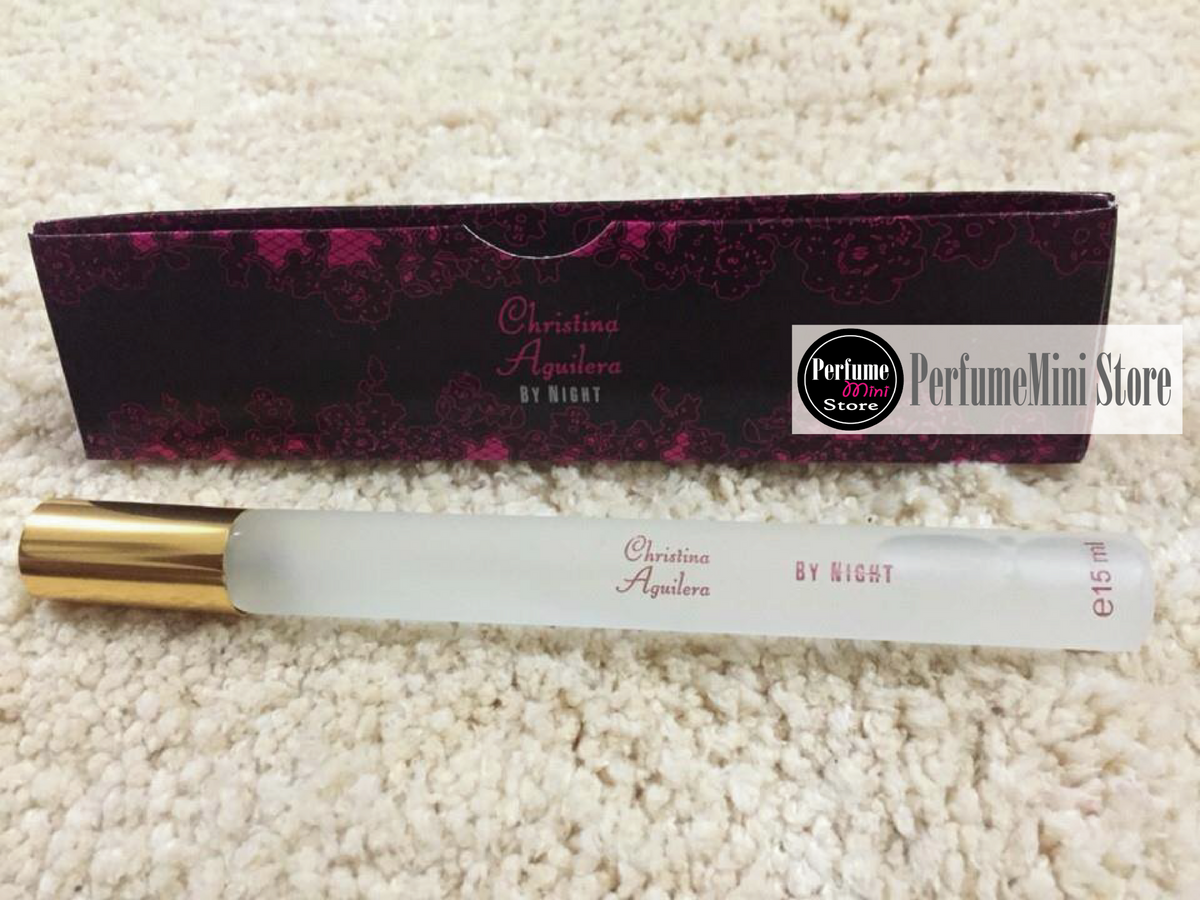 Christina
Aguilera
BY NIGHT
Perfume
Mini
Store
PerfumeMini Store
Christina
Aguilera
BY NIGHT
e15 ml